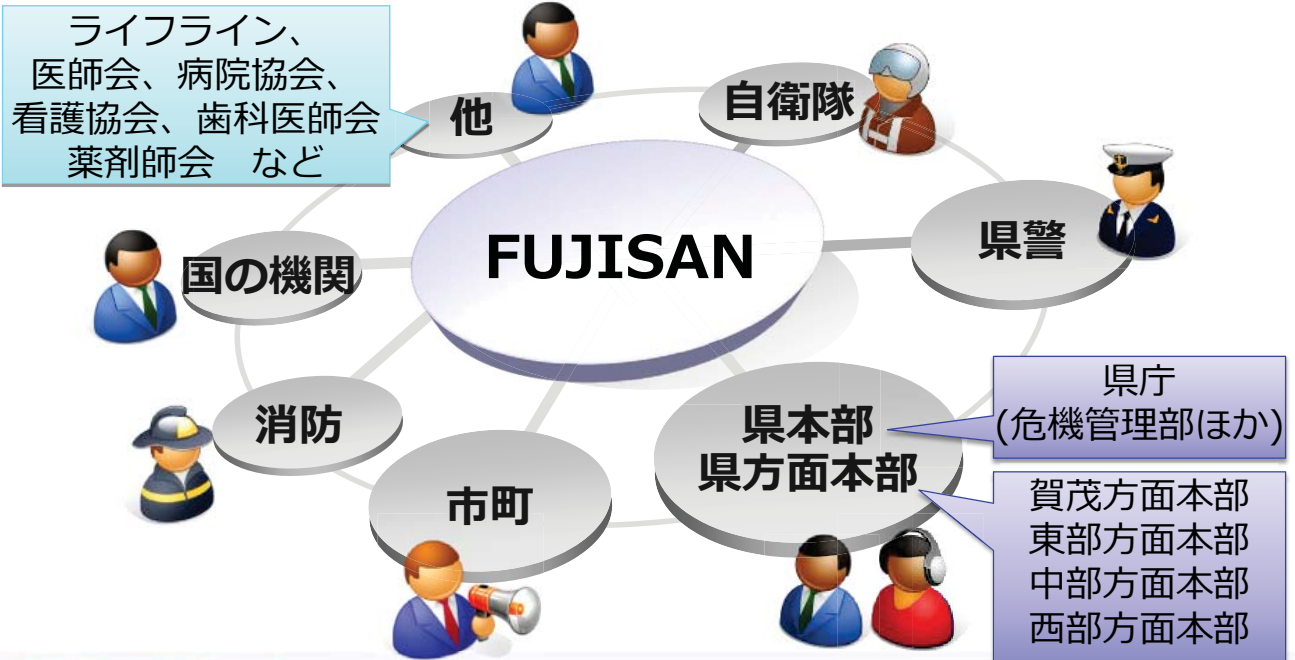 ライフライン、
医師会、病院協会、
看護協会、歯科医師会
薬剤師会　など
他
自衛隊
県警
FUJISAN
国の機関
消防
市町
県本部
県方面本部
県庁
(危機管理部ほか)
賀茂方面本部
東部方面本部
中部方面本部
西部方面本部